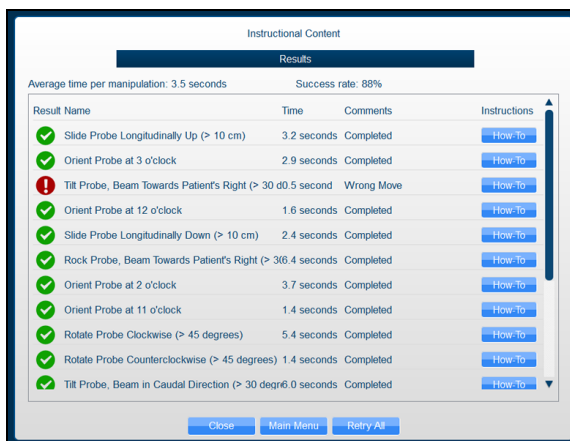 Instructional Content
Results
Average time per manipulation: 3.5 seconds Success rate: 88%
Result Name Time Comments Instructions
Slide Probe Longitudinally Up (> 10 cm) 3.2 seconds Completed How-To
Orient Probe at 3 o'clock 2.9 seconds Completed How-To
Tilt Probe, Beam Towards Patient's Right (> 30 d0.5 second Wrong Move How-To
Orient Probe at 12 o'clock 1.6 seconds Completed How-To
Slide Probe Longitudinally Down (> 10 cm) 2.4 seconds Completed How-To
Rock Probe, Beam Towards Patient's Right (> 306.4 seconds Completed How-To
Orient Probe at 2 o'clock 3.7 seconds Completed How-To
Orient Probe at 11 o'clock 1.4 seconds Completed How-To
Rotate Probe Clockwise (> 45 degrees) 5.4 seconds Completed How-To
Rotate Probe Counterclockwise (> 45 degrees) 1.4 seconds Completed How-To
Tilt Probe, Beam in Caudal Direction (> 30 degr6.0 seconds Completed How-To
Close Main Menu Retry All